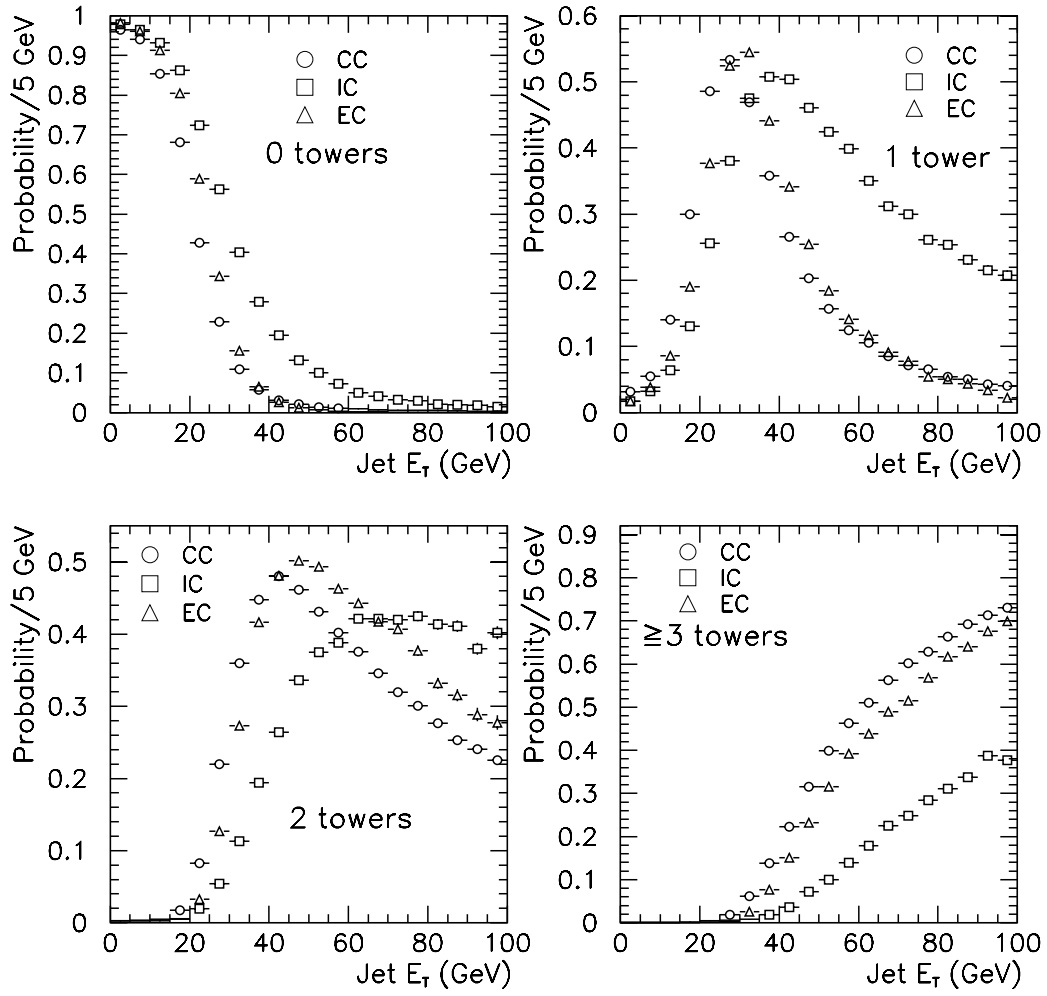 Probability/5 GeV
1
0.9
0.8
0.7
0.6
0.5
0.4
0.3
0.2
0.1
0
CC
IC
EC
0 towers
0 20 40 60 80 100
Jet E_T (GeV)
Probability/5 GeV
0.6
0.5
0.4
0.3
0.2
0.1
0
CC
IC
EC
1 tower
0 20 40 60 80 100
Jet E_T (GeV)
Probability/5 GeV
0.5
0.4
0.3
0.2
0.1
0
CC
IC
EC
2 towers
0 20 40 60 80 100
Jet E_T (GeV)
Probability/5 GeV
0.9
0.8
0.7
0.6
0.5
0.4
0.3
0.2
0.1
0
CC
IC
EC
≧3 towers
0 20 40 60 80 100
Jet E_T (GeV)